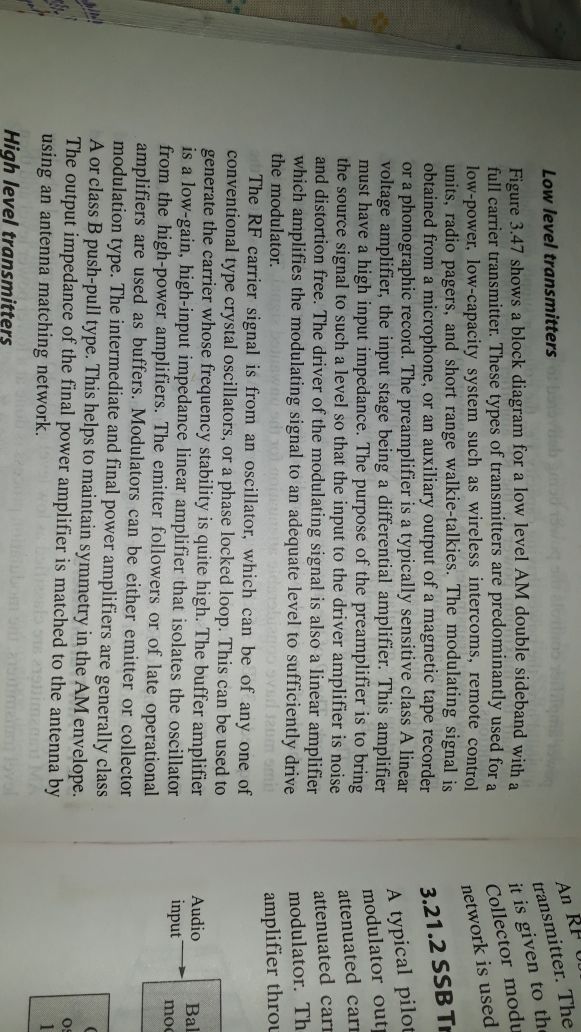 Low level transmitters
Figure 3.47 shows a block diagram for a low level AM double sideband with a
full carrier transmitter. These types of transmitters are predominantly used for a
low-power, low-capacity system such as wireless intercoms, remote control
units, radio pagers, and short range walkie-talkies. The modulating signal is
obtained from a microphone, or an auxiliary output of a magnetic tape recorder
or a phonographic record. The preamplifier is a typically sensitive class A linear
voltage amplifier, the input stage being a differential amplifier. This amplifier
must have a high input impedance. The purpose of the preamplifier is to bring
the source signal to such a level so that the input to the driver amplifier is noise
and distortion free. The driver of the modulating signal is also a linear amplifier
which amplifies the modulating signal to an adequate level to sufficiently drive
the modulator.
The RF carrier signal is from an oscillator, which can be of any one of
conventional type crystal oscillators, or a phase locked loop. This can be used to
generate the carrier whose frequency stability is quite high. The buffer amplifier
is a low-gain, high-input impedance linear amplifier that isolates the oscillator
from the high-power amplifiers. The emitter followers or of late operational
amplifiers are used as buffers. Modulators can be either emitter or collector
modulation type. The intermediate and final power amplifiers are generally class
A or class B push-pull type. This helps to maintain symmetry in the AM envelope.
The output impedance of the final power amplifier is matched to the antenna by
using an antenna matching network.
High level transmitters
An RF
transmitter. The
it is given to the
Collector modu
network is used
3.21.2 SSB Tr
A typical pilot
modulator outp
attenuated carr
attenuated carr
modulator. Th
amplifier throu
Audio
input
Bal
mod
os
1